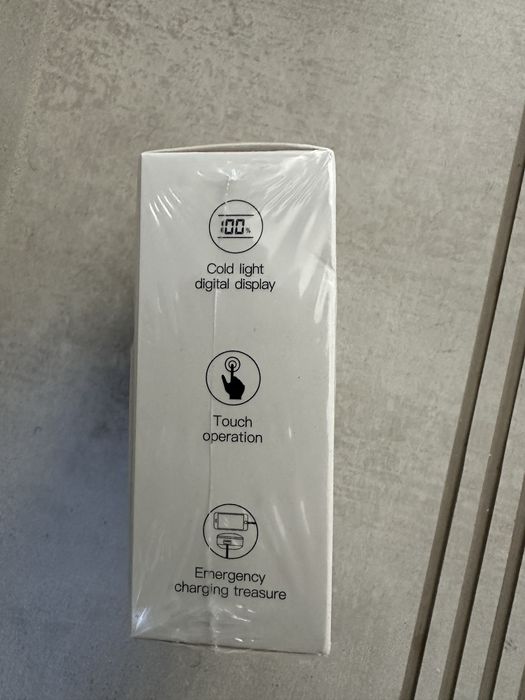 100%
Cold light
digital display
Touch
operation
Emergency
charging treasure